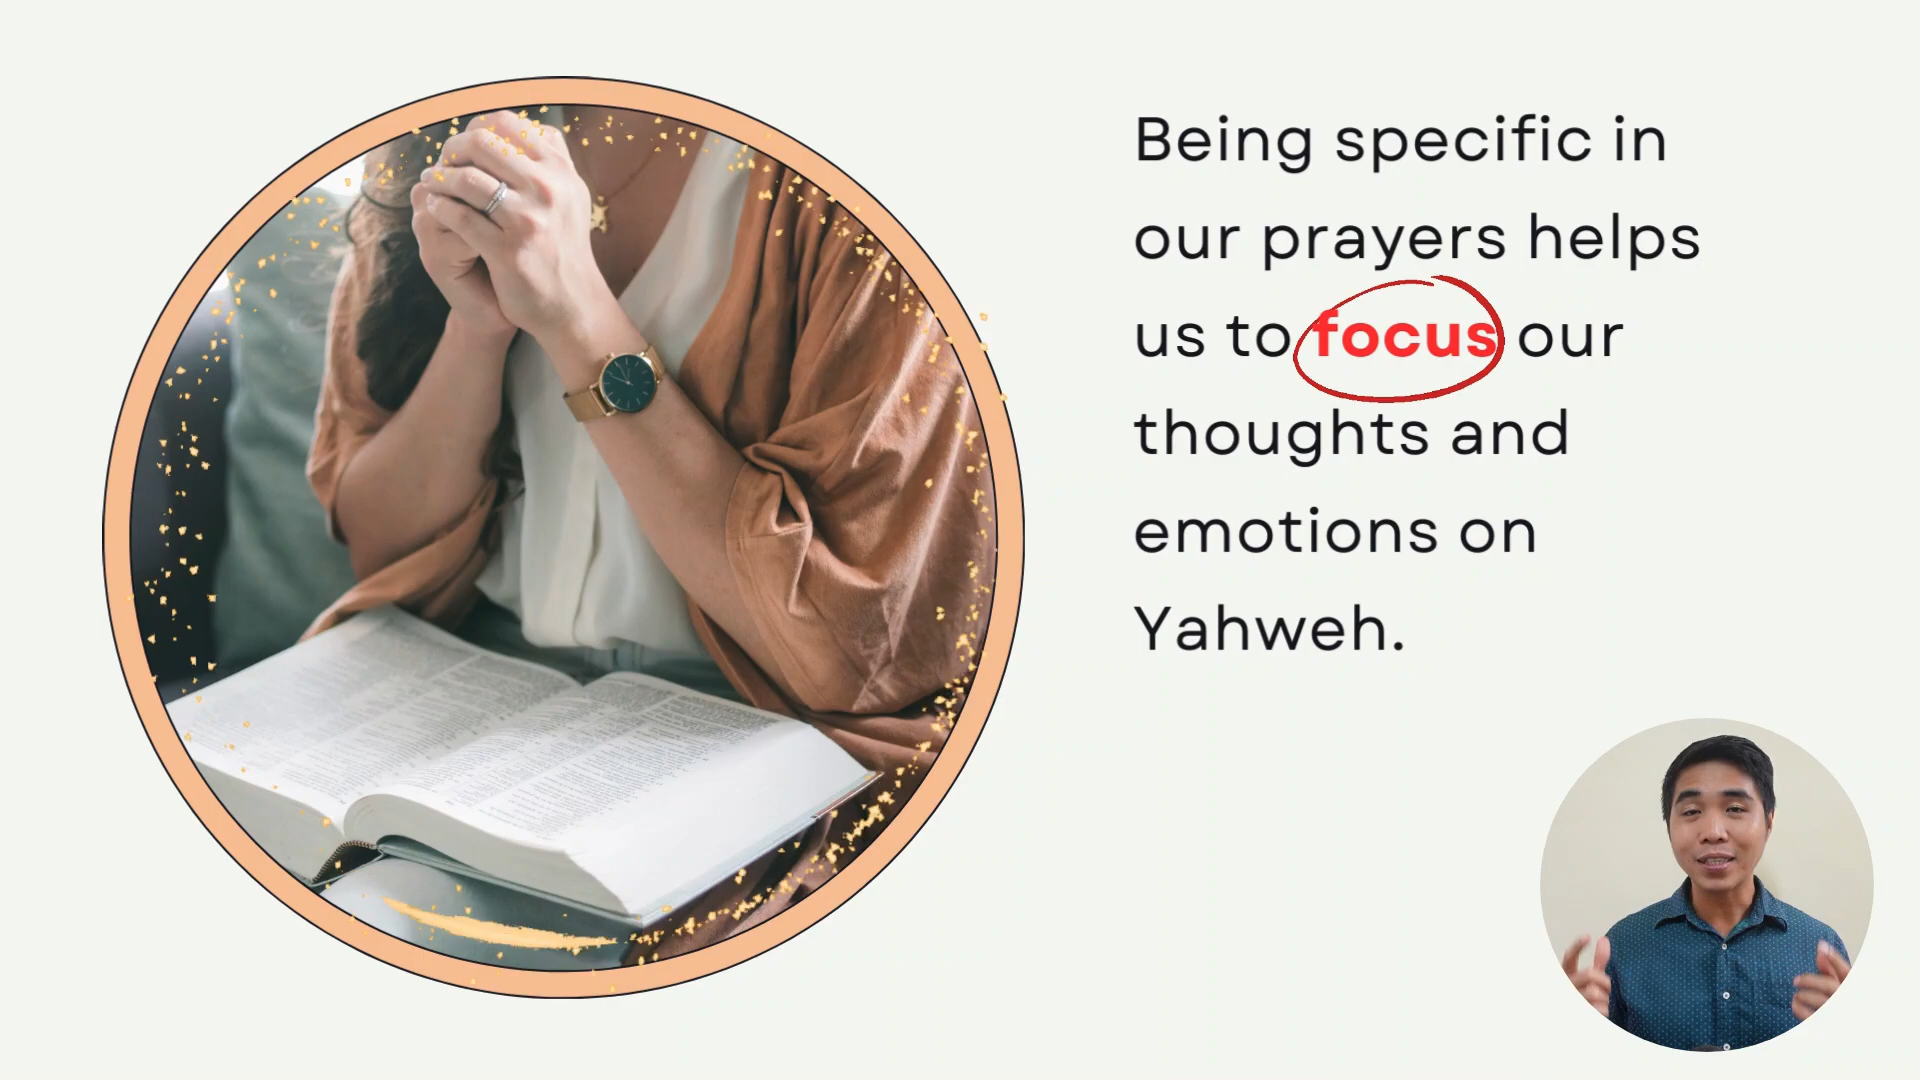 Being specific in
our prayers helps
us to focus our
thoughts and
emotions on
Yahweh.